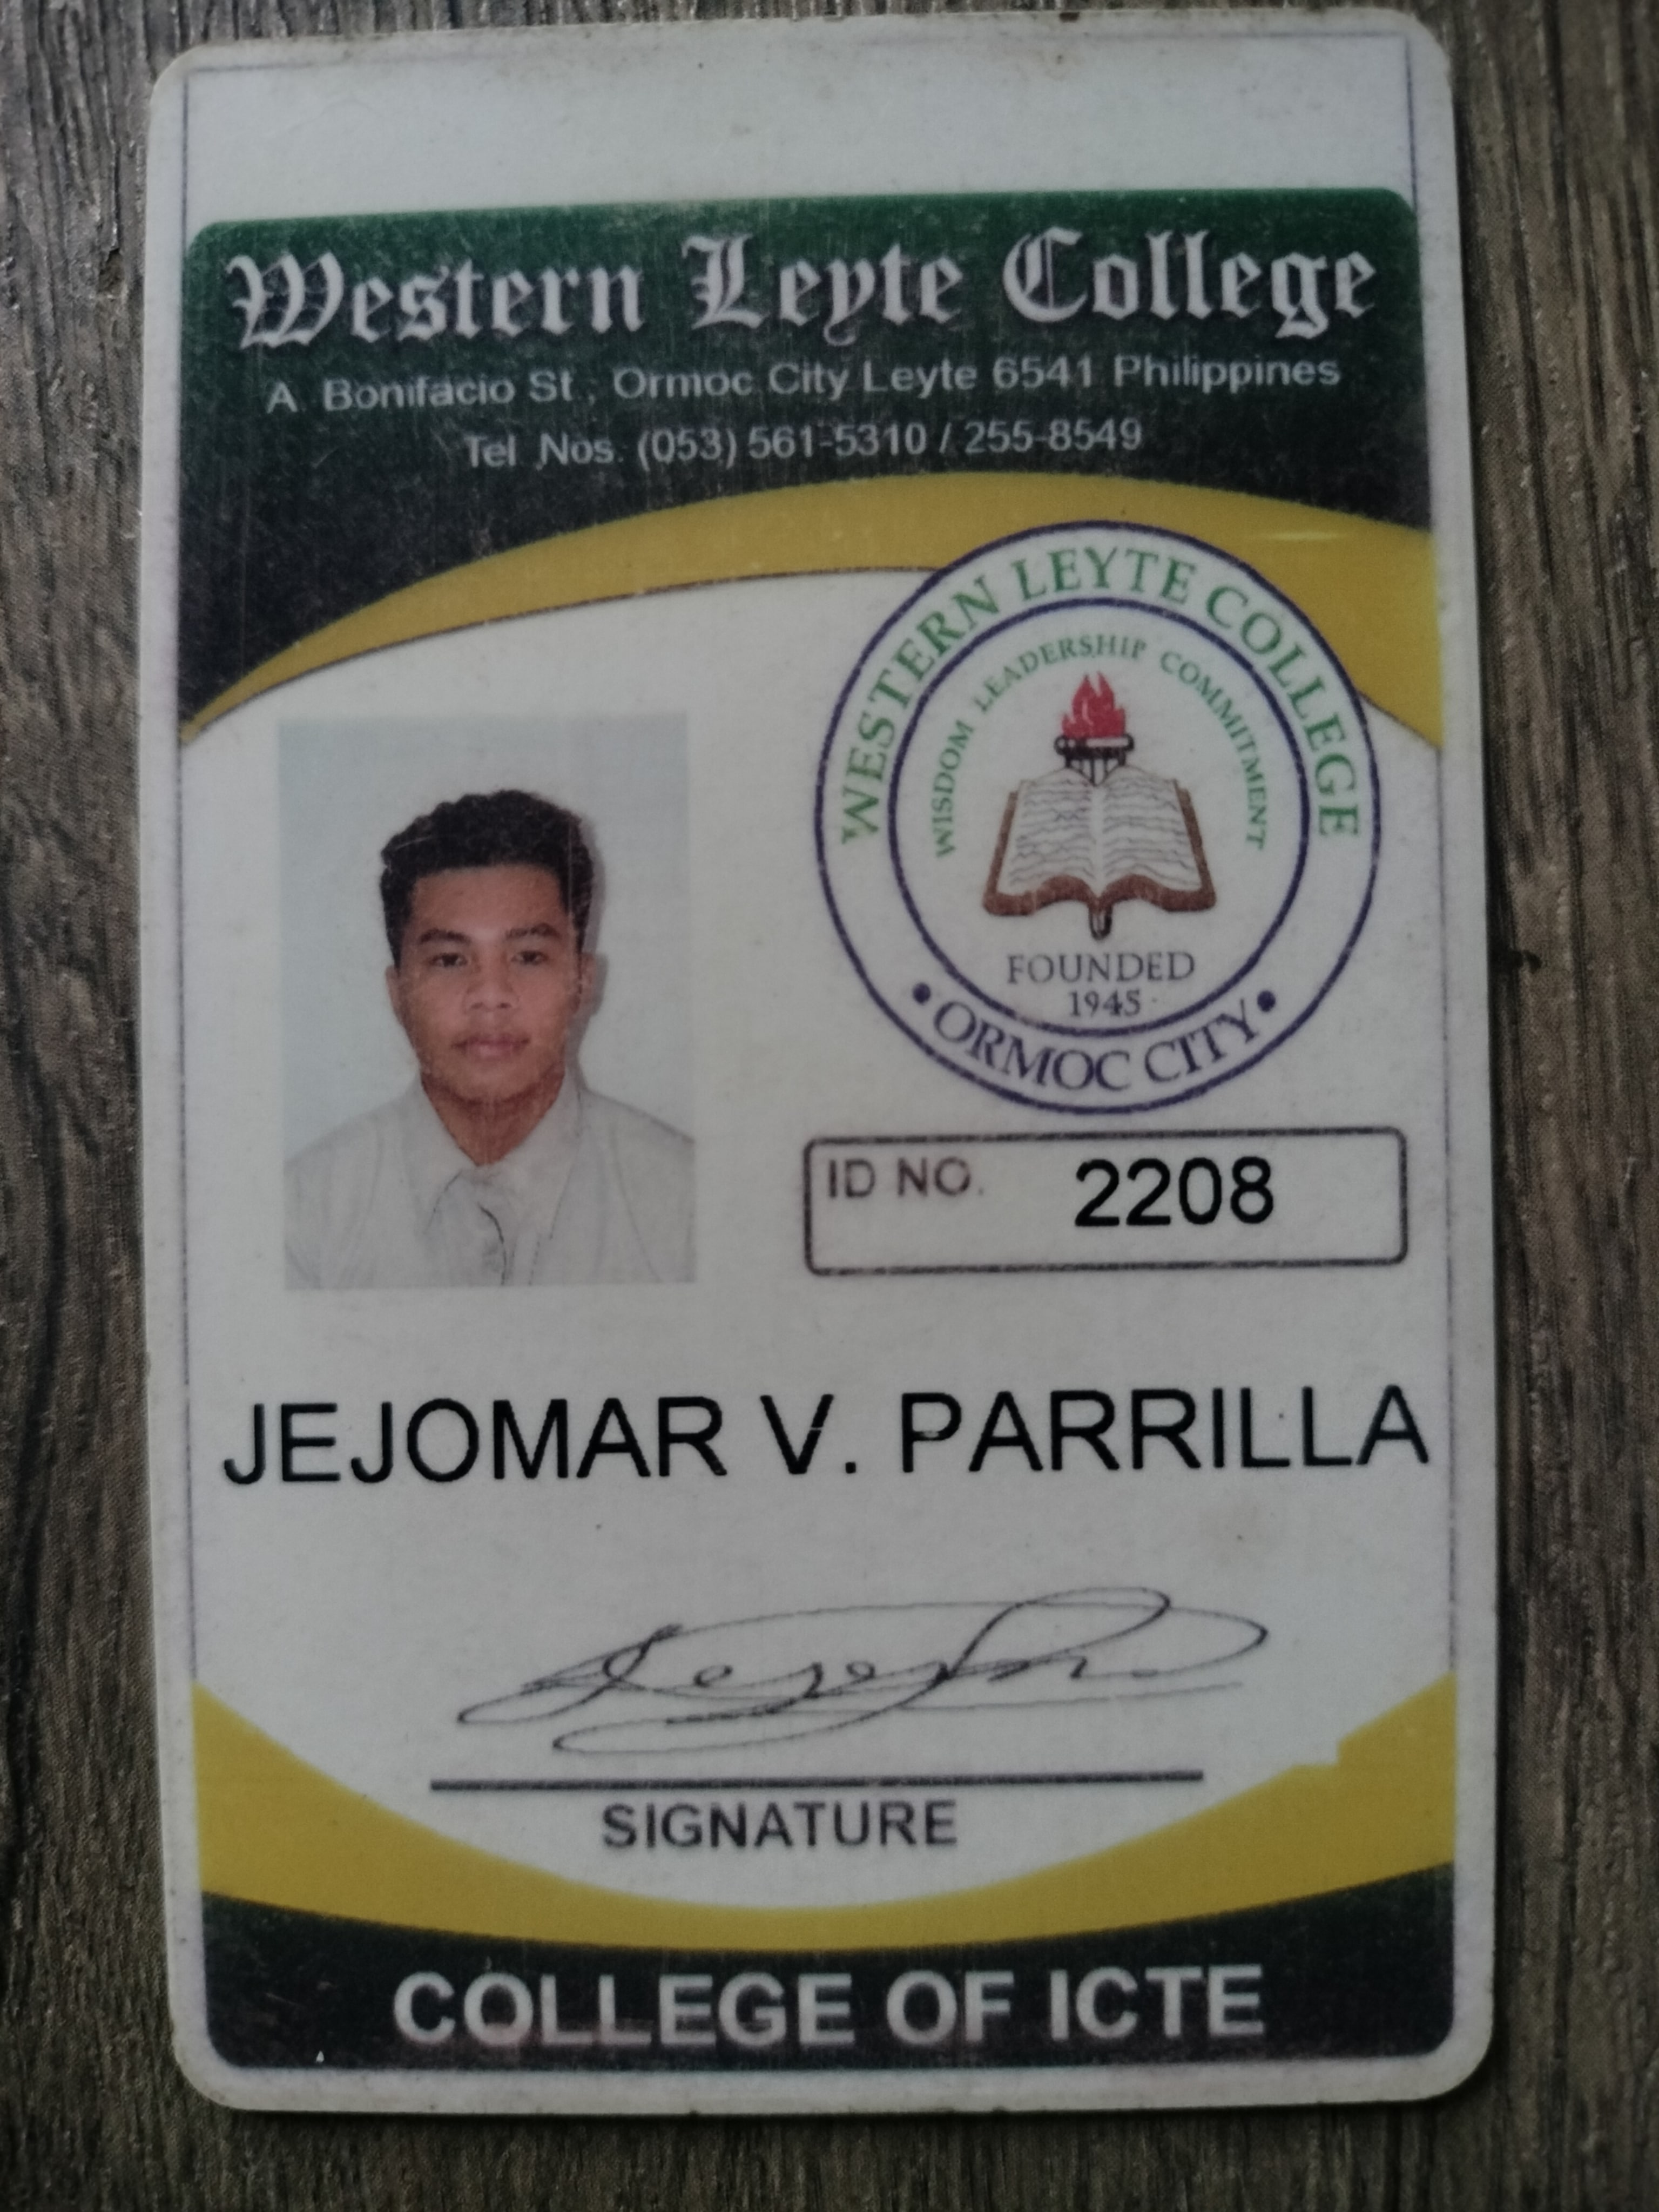 Western Leyte College
A. Bonifacio St., Ormoc City Leyte 6541 Philippines
Tel. Nos. (053) 561-5310 / 255-8549
WESTERN LEYTE COLLEGE
WISDOM LEADERSHIP COMMITMENT
FOUNDED
1945
• ORMOC CITY •
ID NO. 2208
JEJOMAR V. PARRILLA
SIGNATURE
COLLEGE OF ICTE